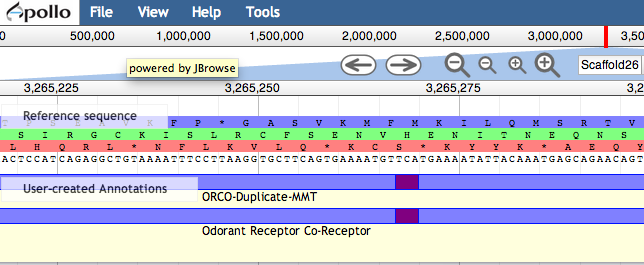 Apollo File View Help Tools
0 500,000 1,000,000 1,500,000 2,000,000 2,500,000 3,000,000 3,50
powered by JBrowse
Scaffold26
3,265,225 3,265,250 3,265,275 3,2
Reference sequence
F P * G A S V K M F M K I L Q M S R T V
S I R G C K I S L R C F S E N V H E N I T N E Q N S
L H Q R L * N F L K V L Q * K C S * K Y Y K * A E Q Y
ACTCCATCAGAGGCTGTAAAATTTCCTTAAGGTGCTTCAGTGAAAATGTTCATGAAAATATTACAAATGAGCAGAACAGT
User-created Annotations
ORCO-Duplicate-MMT
Odorant Receptor Co-Receptor